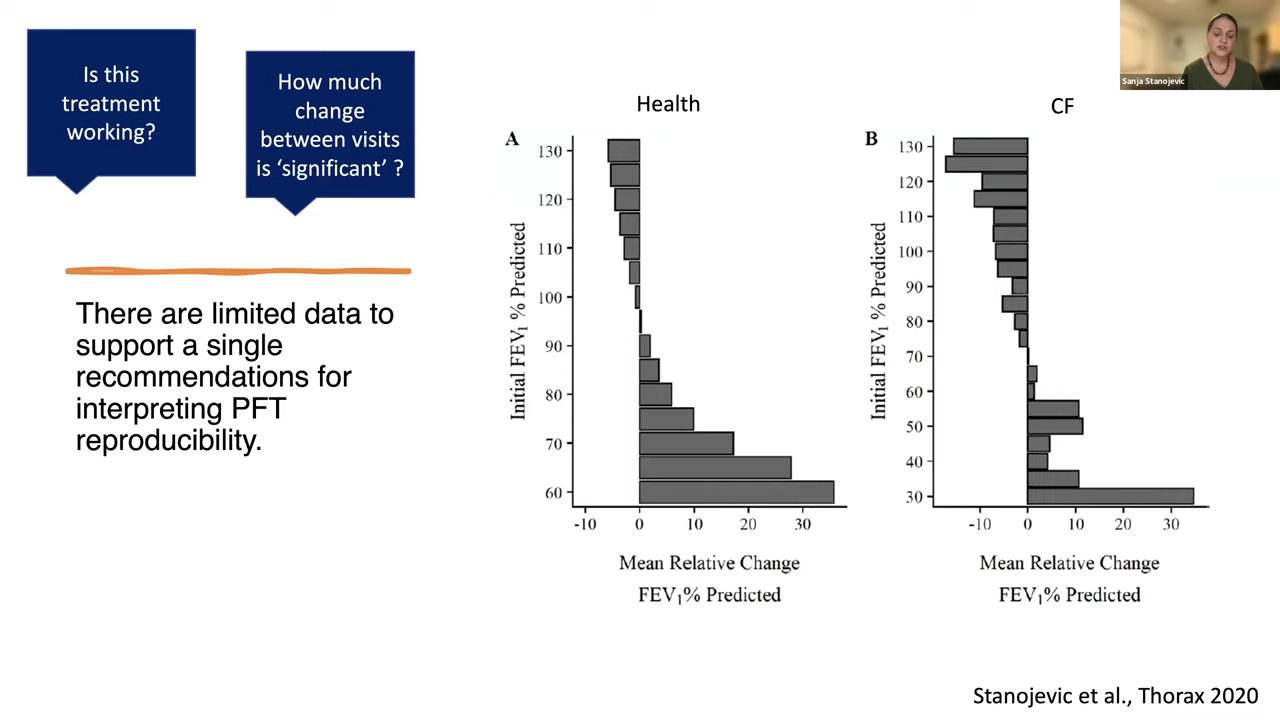 Is this
treatment
working?
How much
change
between visits
is ‘significant’ ?
There are limited data to
support a single
recommendations for
interpreting PFT
reproducibility.
Health
A
Initial FEV₁ % Predicted
130
120
110
100
90
80
70
60
-10 0 10 20 30
Mean Relative Change
FEV₁% Predicted
CF
B
Initial FEV₁ % Predicted
130
120
110
100
90
80
70
60
50
40
30
-10 0 10 20 30
Mean Relative Change
FEV₁% Predicted
Sanja Stanojevic
Stanojevic et al., Thorax 2020